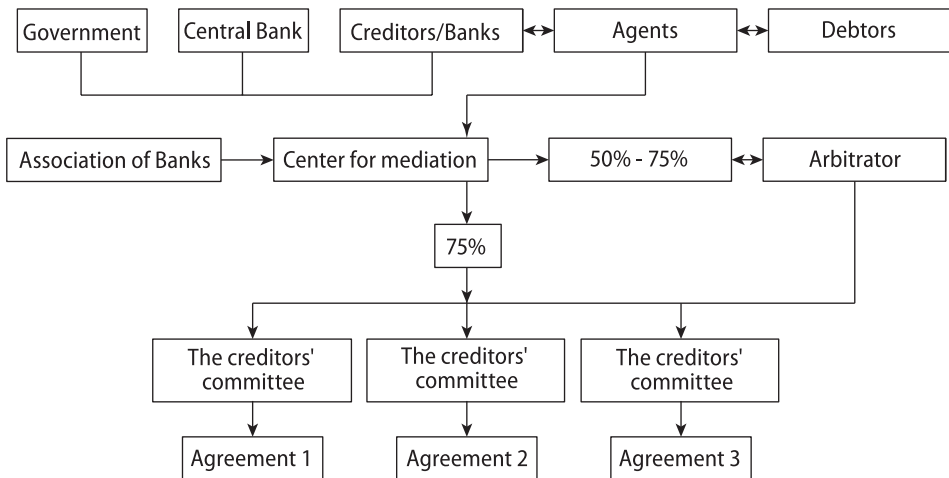 Government
Central Bank
Creditors/Banks
Agents
Debtors
Association of Banks
Center for mediation
50% - 75%
Arbitrator
75%
The creditors'
committee
The creditors'
committee
The creditors'
committee
Agreement 1
Agreement 2
Agreement 3